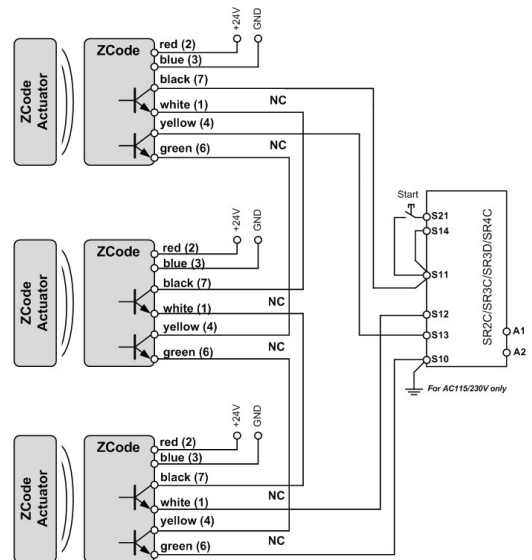 +24V
GND
ZCode
Actuator
ZCode
red (2)
blue (3)
black (7)
NC
white (1)
yellow (4)
NC
green (6)
+24V
GND
ZCode
Actuator
ZCode
red (2)
blue (3)
black (7)
NC
white (1)
yellow (4)
NC
green (6)
+24V
GND
ZCode
Actuator
ZCode
red (2)
blue (3)
black (7)
NC
white (1)
yellow (4)
NC
green (6)
Start
S21
S14
S11
S12
S13
S10
SR2C/SR3C/SR3D/SR4C
A1
A2
For AC115/230V only